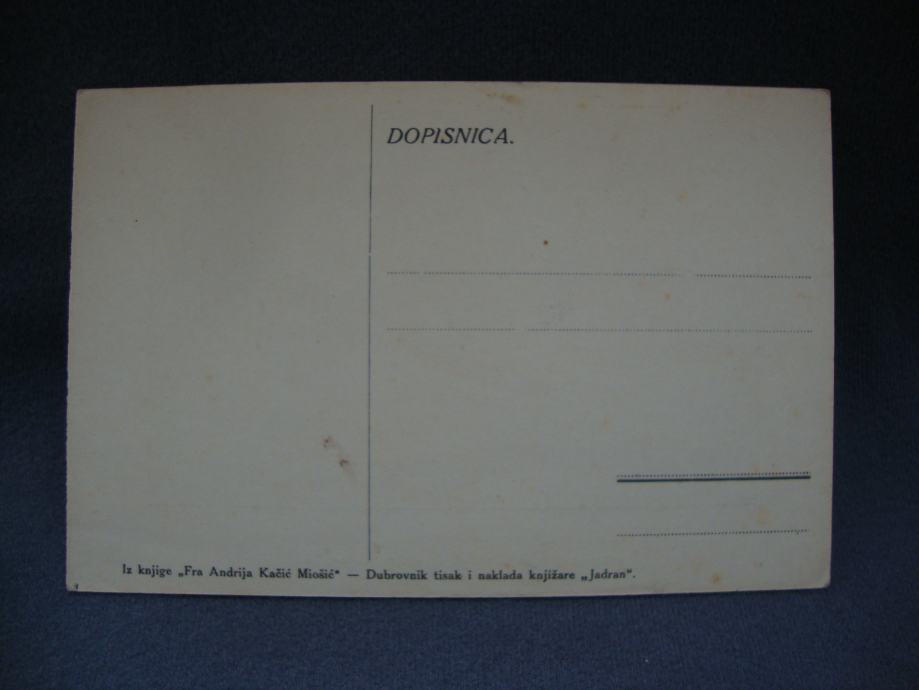 DOPISNICA.
Iz knjige „Fra Andrija Kačić Miošić“ — Dubrovnik tisak i naklada knjižare „Jadran“.